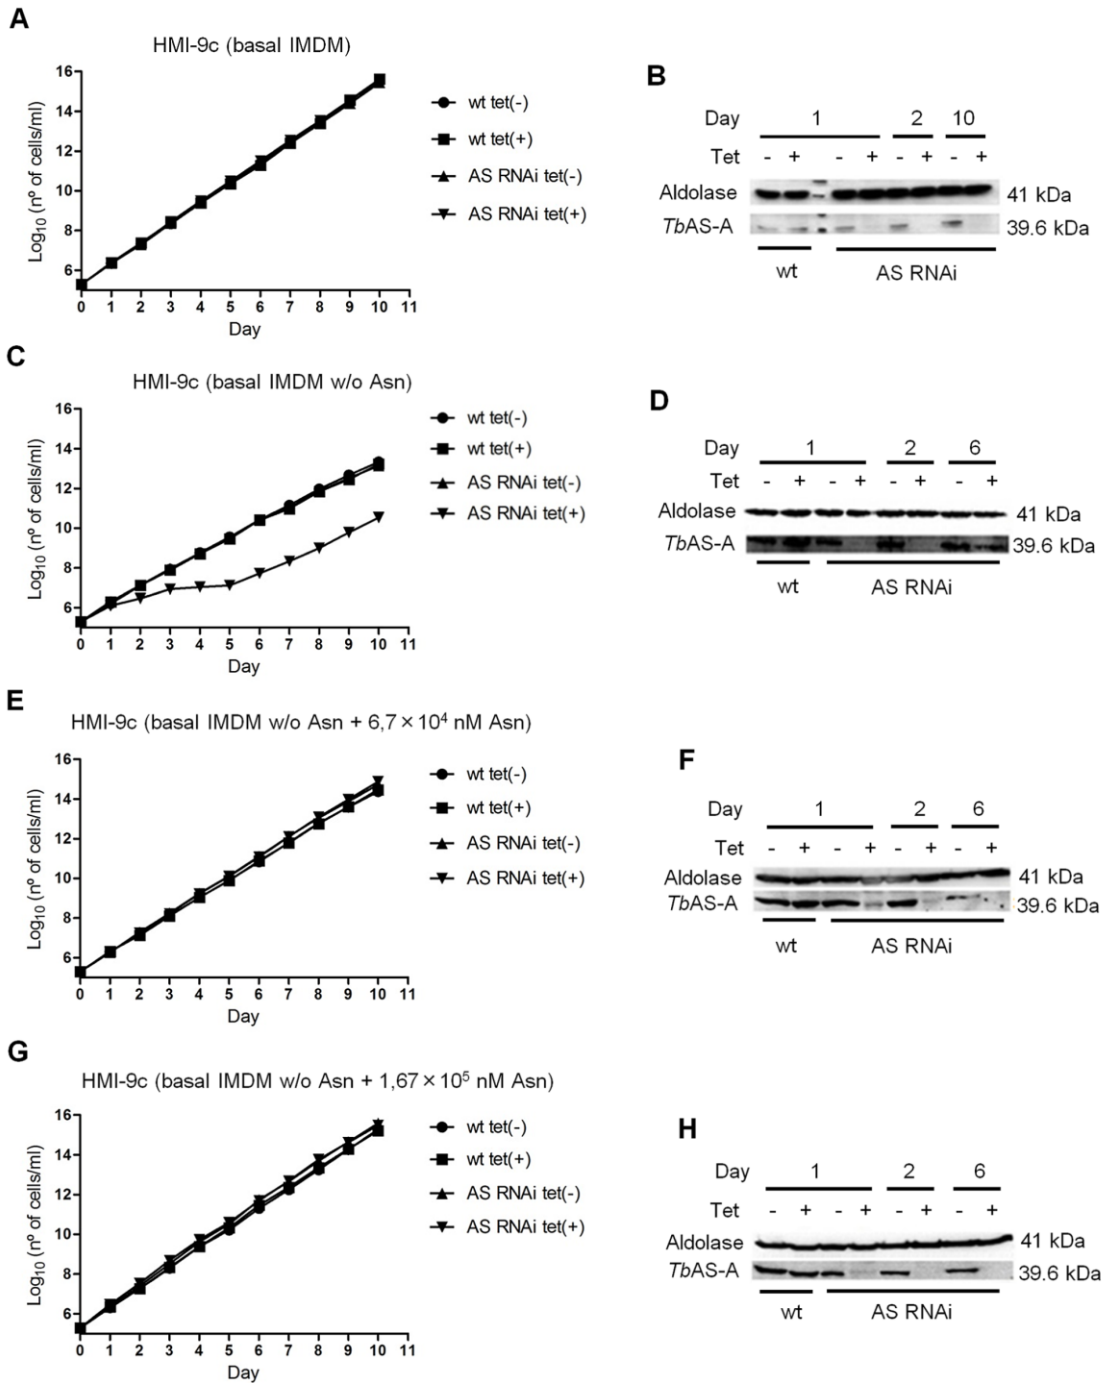 A
HMI-9c (basal IMDM)
Log10 (nº of cells/ml)
16
14
12
10
8
6
0 1 2 3 4 5 6 7 8 9 10 11
Day
wt tet(-)
wt tet(+)
AS RNAi tet(-)
AS RNAi tet(+)
B
Day 1 2 10
Tet - + - + - + - +
Aldolase 41 kDa
TbAS-A 39.6 kDa
wt AS RNAi
C
HMI-9c (basal IMDM w/o Asn)
Log10 (nº of cells/ml)
16
14
12
10
8
6
0 1 2 3 4 5 6 7 8 9 10 11
Day
wt tet(-)
wt tet(+)
AS RNAi tet(-)
AS RNAi tet(+)
D
Day 1 2 6
Tet - + - + - + - +
Aldolase 41 kDa
TbAS-A 39.6 kDa
wt AS RNAi
E
HMI-9c (basal IMDM w/o Asn + 6,7×10⁴ nM Asn)
Log10 (nº of cells/ml)
16
14
12
10
8
6
0 1 2 3 4 5 6 7 8 9 10 11
Day
wt tet(-)
wt tet(+)
AS RNAi tet(-)
AS RNAi tet(+)
F
Day 1 2 6
Tet - + - + - + - +
Aldolase 41 kDa
TbAS-A 39.6 kDa
wt AS RNAi
G
HMI-9c (basal IMDM w/o Asn + 1,67×10⁵ nM Asn)
Log10 (nº of cells/ml)
16
14
12
10
8
6
0 1 2 3 4 5 6 7 8 9 10 11
Day
wt tet(-)
wt tet(+)
AS RNAi tet(-)
AS RNAi tet(+)
H
Day 1 2 6
Tet - + - + - + - +
Aldolase 41 kDa
TbAS-A 39.6 kDa
wt AS RNAi